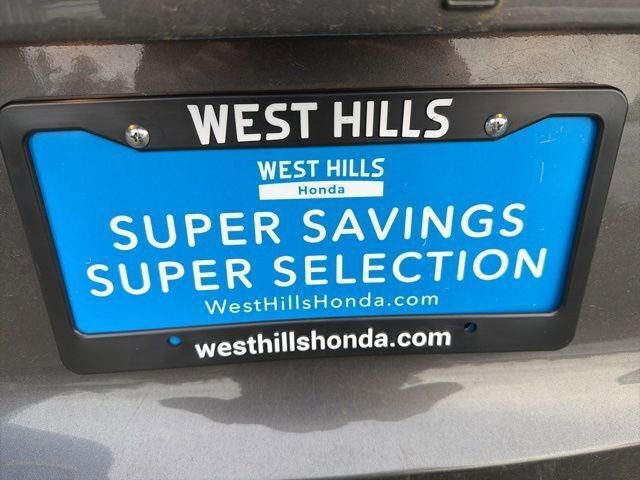 WEST HILLS
WEST HILLS
Honda
SUPER SAVINGS
SUPER SELECTION
WestHillsHonda.com
westhillshonda.com